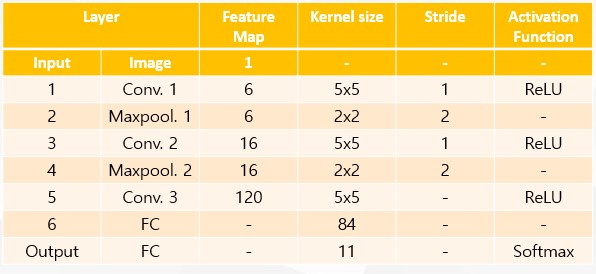 Layer Feature Map Kernel size Stride Activation Function
Input Image 1 - - -
1 Conv. 1 6 5x5 1 ReLU
2 Maxpool. 1 6 2x2 2 -
3 Conv. 2 16 5x5 1 ReLU
4 Maxpool. 2 16 2x2 2 -
5 Conv. 3 120 5x5 - ReLU
6 FC - 84 - -
Output FC - 11 - Softmax